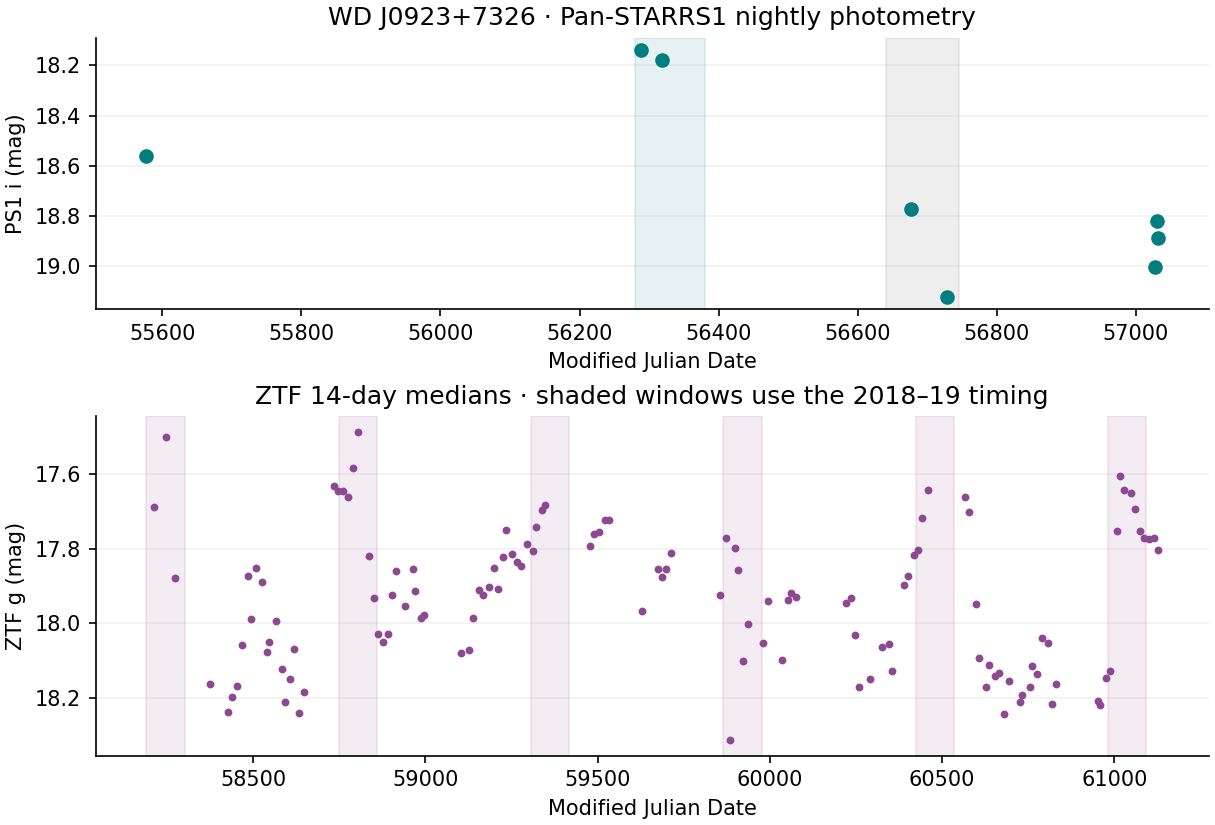 WD J0923+7326 · Pan-STARRS1 nightly photometry
PS1 i (mag)
18.2
18.4
18.6
18.8
19.0
55600 55800 56000 56200 56400 56600 56800 57000
Modified Julian Date
ZTF 14-day medians · shaded windows use the 2018–19 timing
ZTF g (mag)
17.6
17.8
18.0
18.2
58500 59000 59500 60000 60500 61000
Modified Julian Date